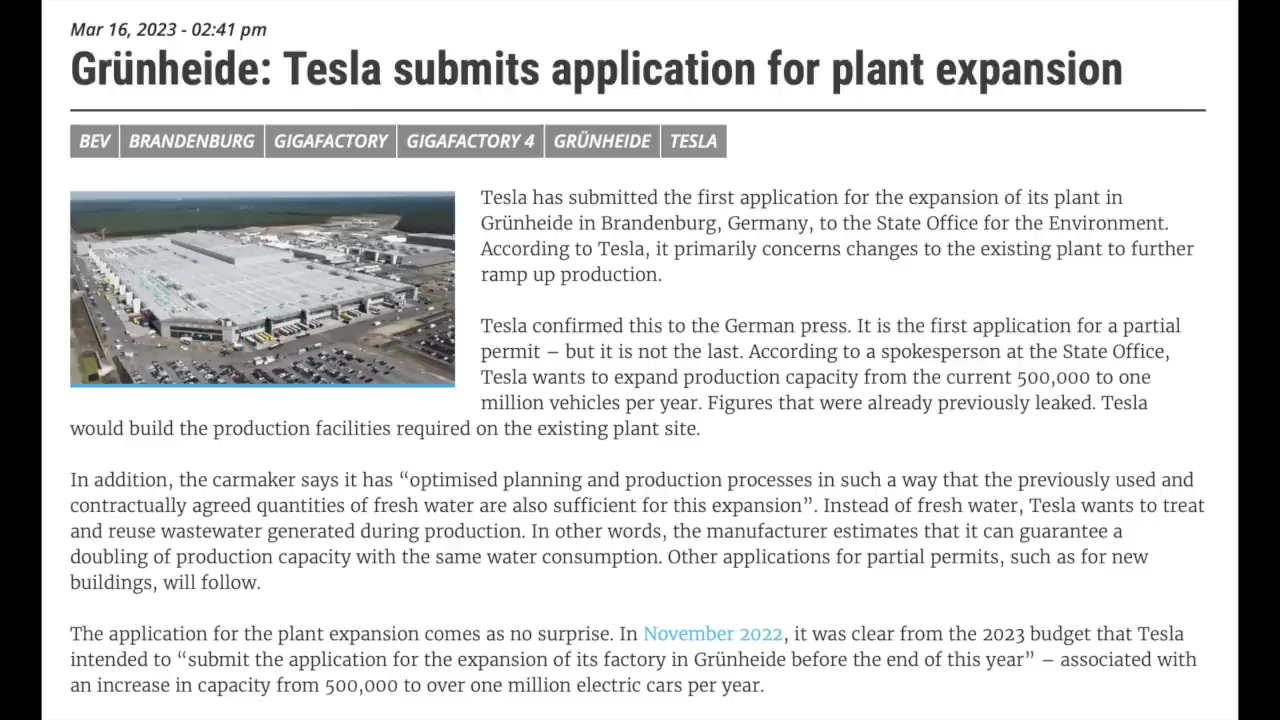 Mar 16, 2023 - 02:41 pm
Grünheide: Tesla submits application for plant expansion
BEV BRANDENBURG GIGAFACTORY GIGAFACTORY 4 GRÜNHEIDE TESLA
Tesla has submitted the first application for the expansion of its plant in
Grünheide in Brandenburg, Germany, to the State Office for the Environment.
According to Tesla, it primarily concerns changes to the existing plant to further
ramp up production.
Tesla confirmed this to the German press. It is the first application for a partial
permit – but it is not the last. According to a spokesperson at the State Office,
Tesla wants to expand production capacity from the current 500,000 to one
million vehicles per year. Figures that were already previously leaked. Tesla
would build the production facilities required on the existing plant site.
In addition, the carmaker says it has “optimised planning and production processes in such a way that the previously used and
contractually agreed quantities of fresh water are also sufficient for this expansion”. Instead of fresh water, Tesla wants to treat
and reuse wastewater generated during production. In other words, the manufacturer estimates that it can guarantee a
doubling of production capacity with the same water consumption. Other applications for partial permits, such as for new
buildings, will follow.
The application for the plant expansion comes as no surprise. In November 2022, it was clear from the 2023 budget that Tesla
intended to “submit the application for the expansion of its factory in Grünheide before the end of this year” – associated with
an increase in capacity from 500,000 to over one million electric cars per year.